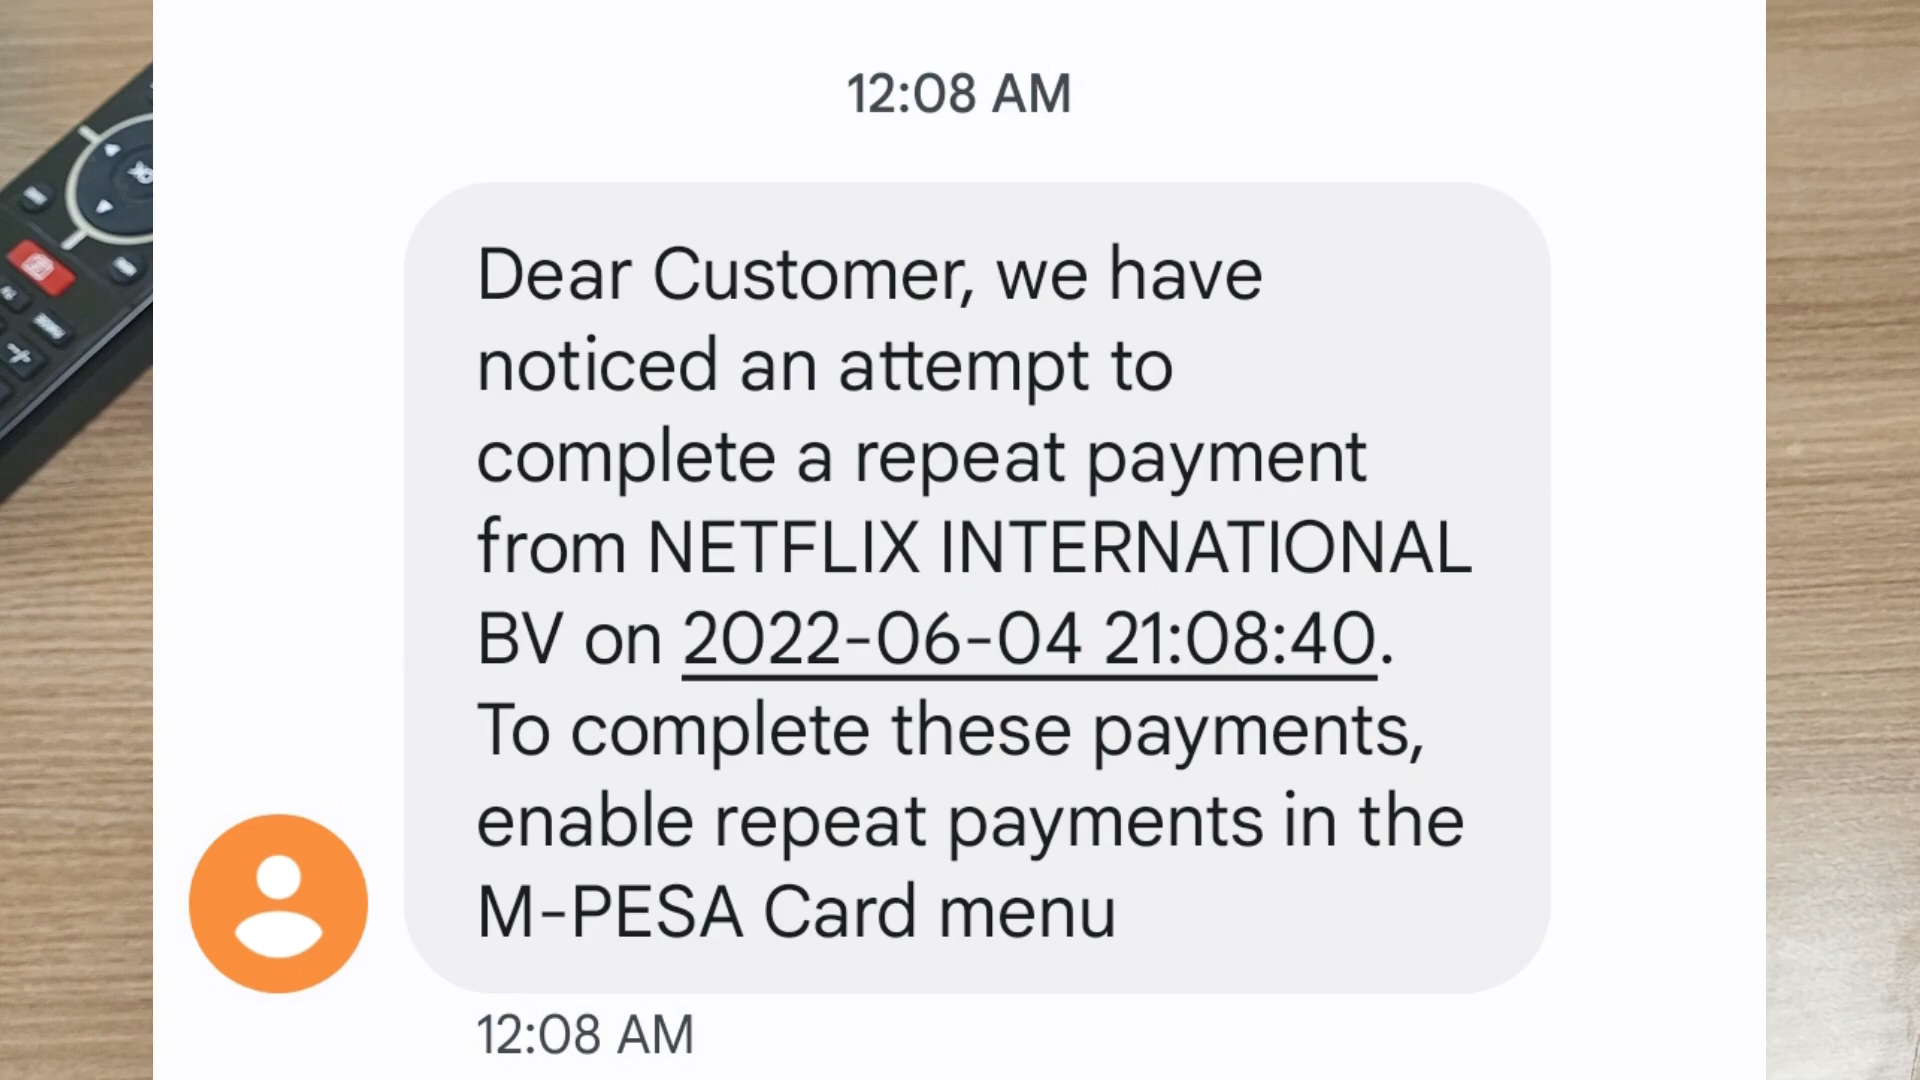 12:08 AM
Dear Customer, we have
noticed an attempt to
complete a repeat payment
from NETFLIX INTERNATIONAL
BV on 2022-06-04 21:08:40.
To complete these payments,
enable repeat payments in the
M-PESA Card menu
12:08 AM